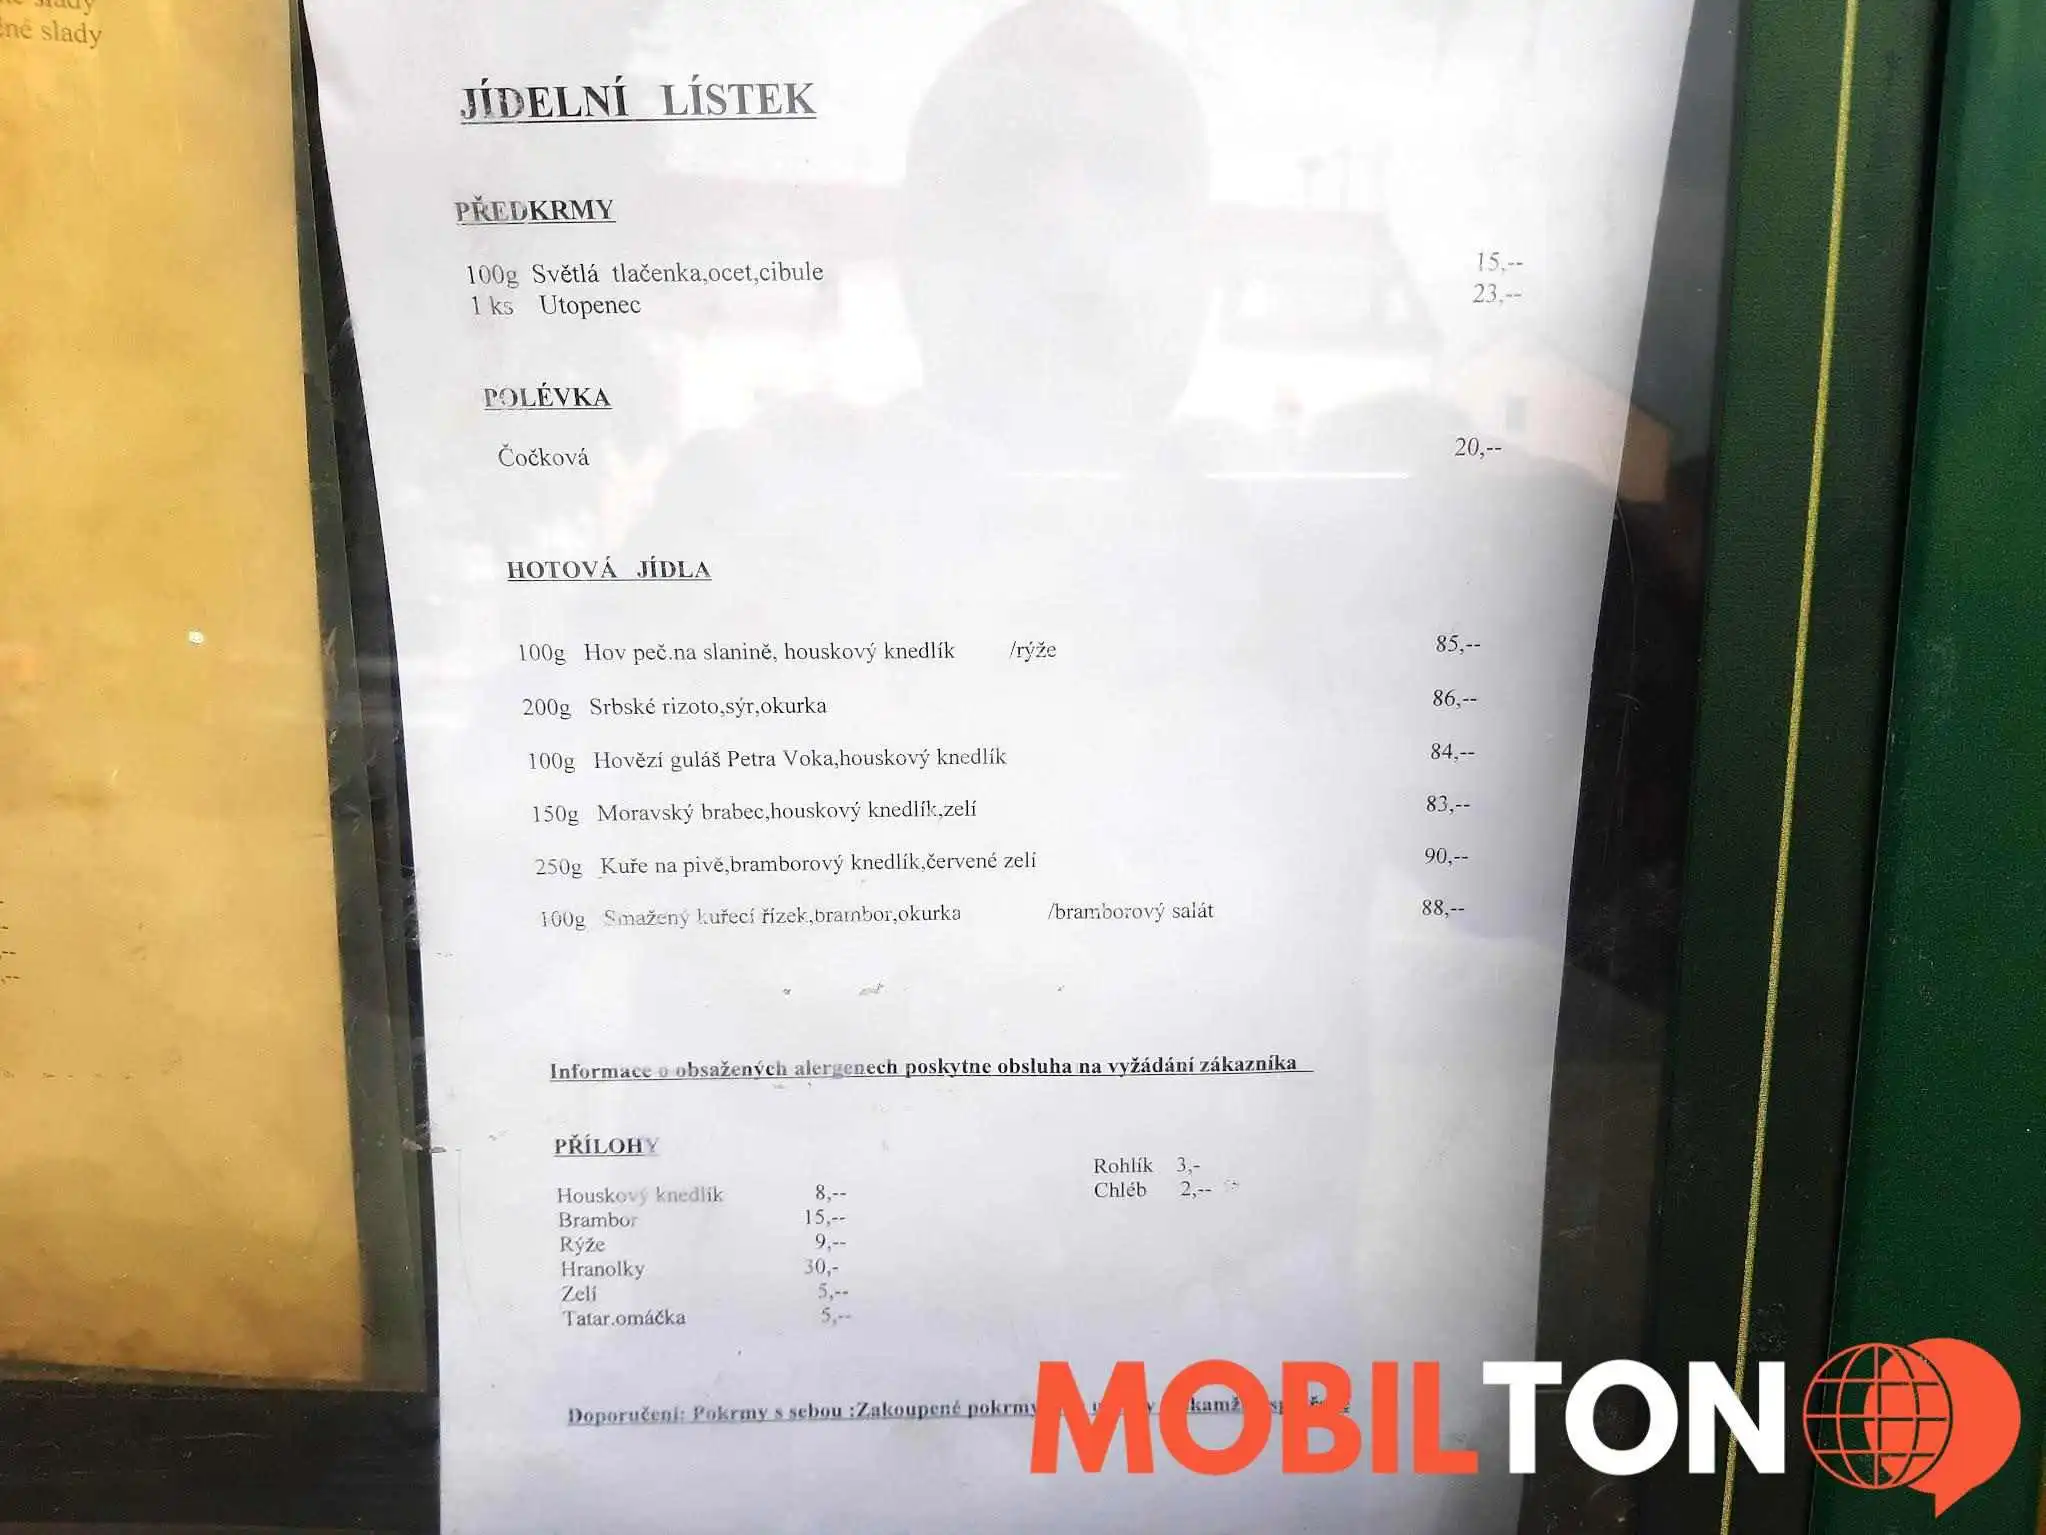 né slady
JÍDELNÍ LÍSTEK
PŘEDKRMY
100g Světlá tlačenka,ocet,cibule 15,--
1 ks Utopenec 23,--
POLÉVKA
Čočková 20,--
HOTOVÁ JÍDLA
100g Hov peč.na slanině, houskový knedlík /rýže 85,--
200g Srbské rizoto,sýr,okurka 86,--
100g Hovězí guláš Petra Voka,houskový knedlík 84,--
150g Moravský brabec,houskový knedlík,zelí 83,--
250g Kuře na pivě,bramborový knedlík,červené zelí 90,--
100g Smažený kuřecí řízek,brambor,okurka /bramborový salát 88,--
Informace o obsažených alergenech poskytne obsluha na vyžádání zákazníka
PŘÍLOHY
Rohlík 3,-
Chléb 2,--
Houskový knedlík 8,--
Brambor 15,--
Rýže 9,--
Hranolky 30,-
Zelí 5,--
Tatar.omáčka 5,--
Doporučení: Pokrmy s sebou :Zakoupené pokrmy
MOBILTON